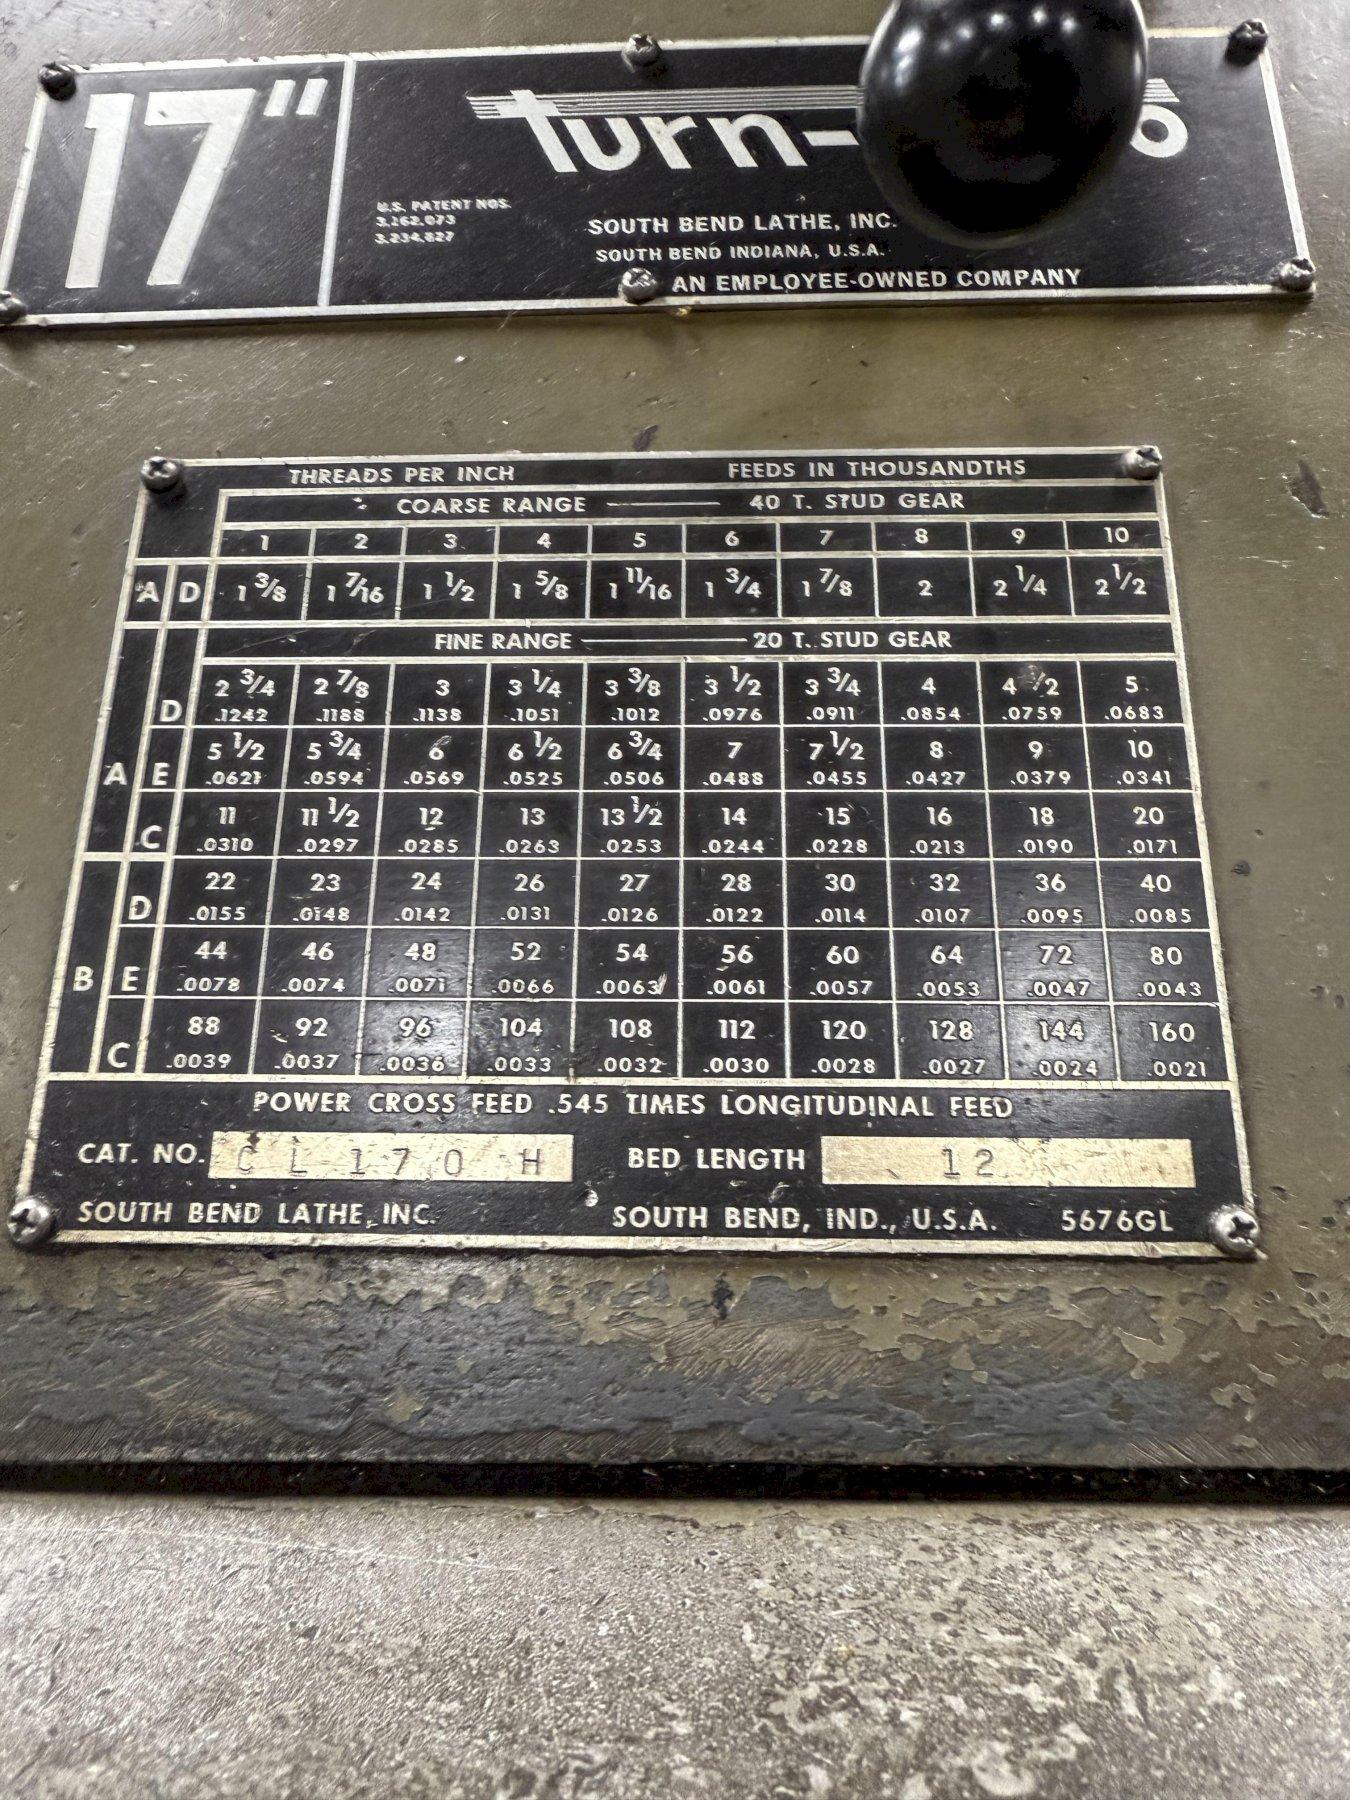 17"
turn-
U.S. PATENT NOS.
3,162,073
3,234,827
SOUTH BEND LATHE, INC.
SOUTH BEND INDIANA, U.S.A.
AN EMPLOYEE-OWNED COMPANY
THREADS PER INCH FEEDS IN THOUSANDTHS
COARSE RANGE 40 T. STUD GEAR
1 2 3 4 5 6 7 8 9 10
A D 1 3/8 1 7/16 1 1/2 1 5/8 1 11/16 1 3/4 1 7/8 2 2 1/4 2 1/2
FINE RANGE 20 T. STUD GEAR
2 3/4 2 7/8 3 3 1/4 3 3/8 3 1/2 3 3/4 4 4 1/2 5
D .1242 .1188 .1138 .1051 .1012 .0976 .0911 .0854 .0759 .0683
5 1/2 5 3/4 6 6 1/2 6 3/4 7 7 1/2 8 9 10
A E .0621 .0594 .0569 .0525 .0506 .0488 .0455 .0427 .0379 .0341
11 11 1/2 12 13 13 1/2 14 15 16 18 20
C .0310 .0297 .0285 .0263 .0253 .0244 .0228 .0213 .0190 .0171
22 23 24 26 27 28 30 32 36 40
D .0155 .0148 .0142 .0131 .0126 .0122 .0114 .0107 .0095 .0085
44 46 48 52 54 56 60 64 72 80
B E .0078 .0074 .0071 .0066 .0063 .0061 .0057 .0053 .0047 .0043
88 92 96 104 108 112 120 128 144 160
C .0039 .0037 .0036 .0033 .0032 .0030 .0028 .0027 .0024 .0021
POWER CROSS FEED .545 TIMES LONGITUDINAL FEED
CAT. NO. CL170 H BED LENGTH 12
SOUTH BEND LATHE, INC. SOUTH BEND, IND., U.S.A. 5676GL